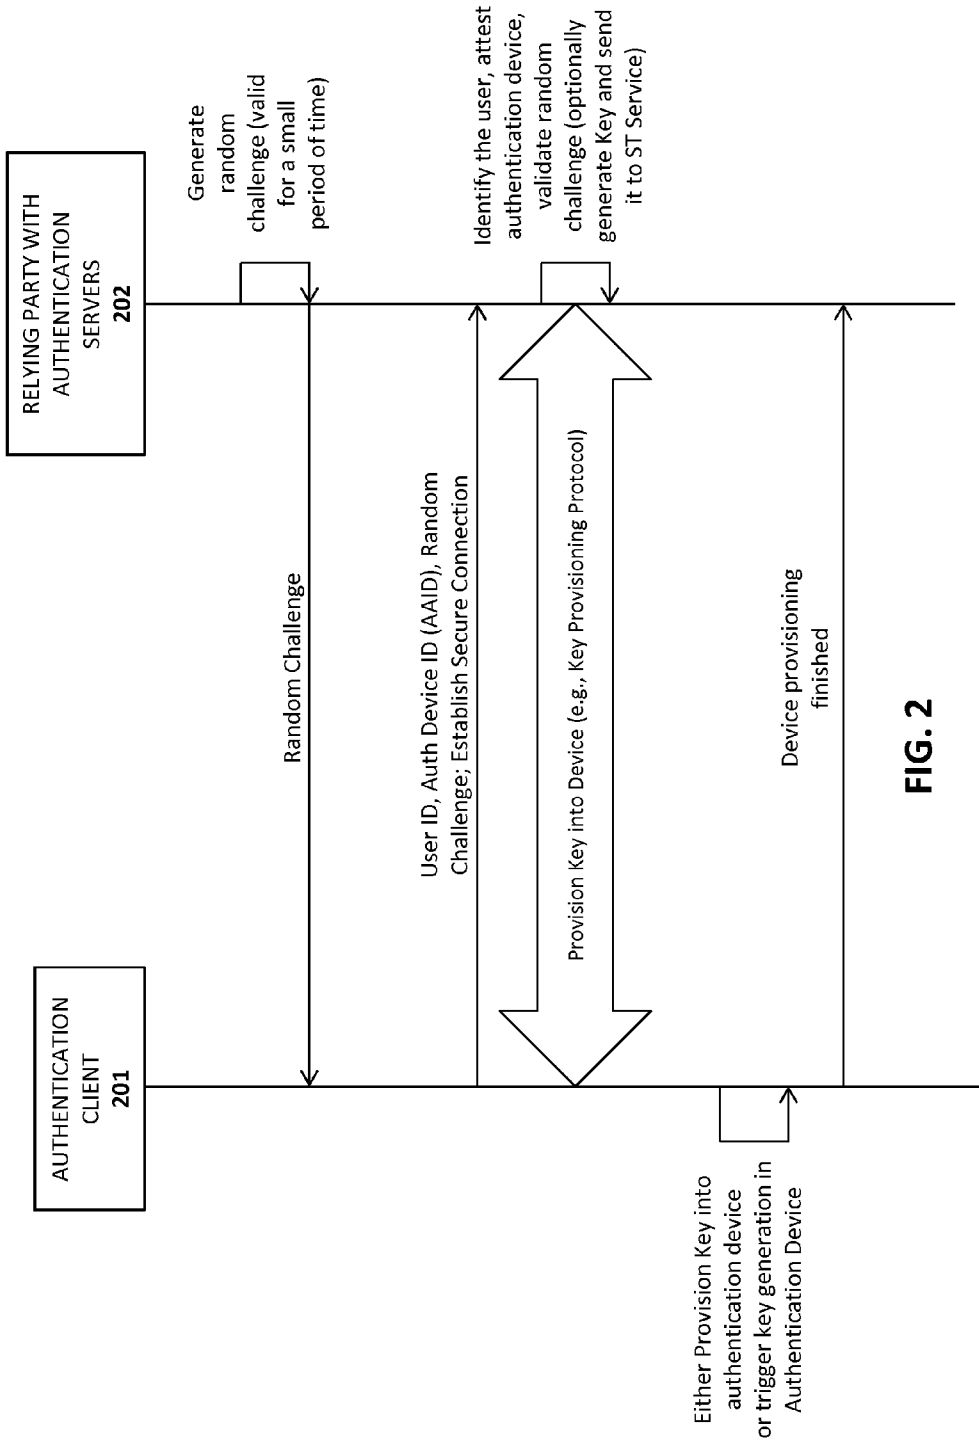 AUTHENTICATION
CLIENT
201
RELYING PARTY WITH
AUTHENTICATION
SERVERS
202
Generate
random
challenge (valid
for a small
period of time)
Random Challenge
User ID, Auth Device ID (AAID), Random
Challenge; Establish Secure Connection
Identify the user, attest
authentication device,
validate random
challenge (optionally
generate Key and send
it to ST Service)
Provision Key into Device (e.g., Key Provisioning Protocol)
Either Provision Key into
authentication device
or trigger key generation in
Authentication Device
Device provisioning
finished
FIG. 2